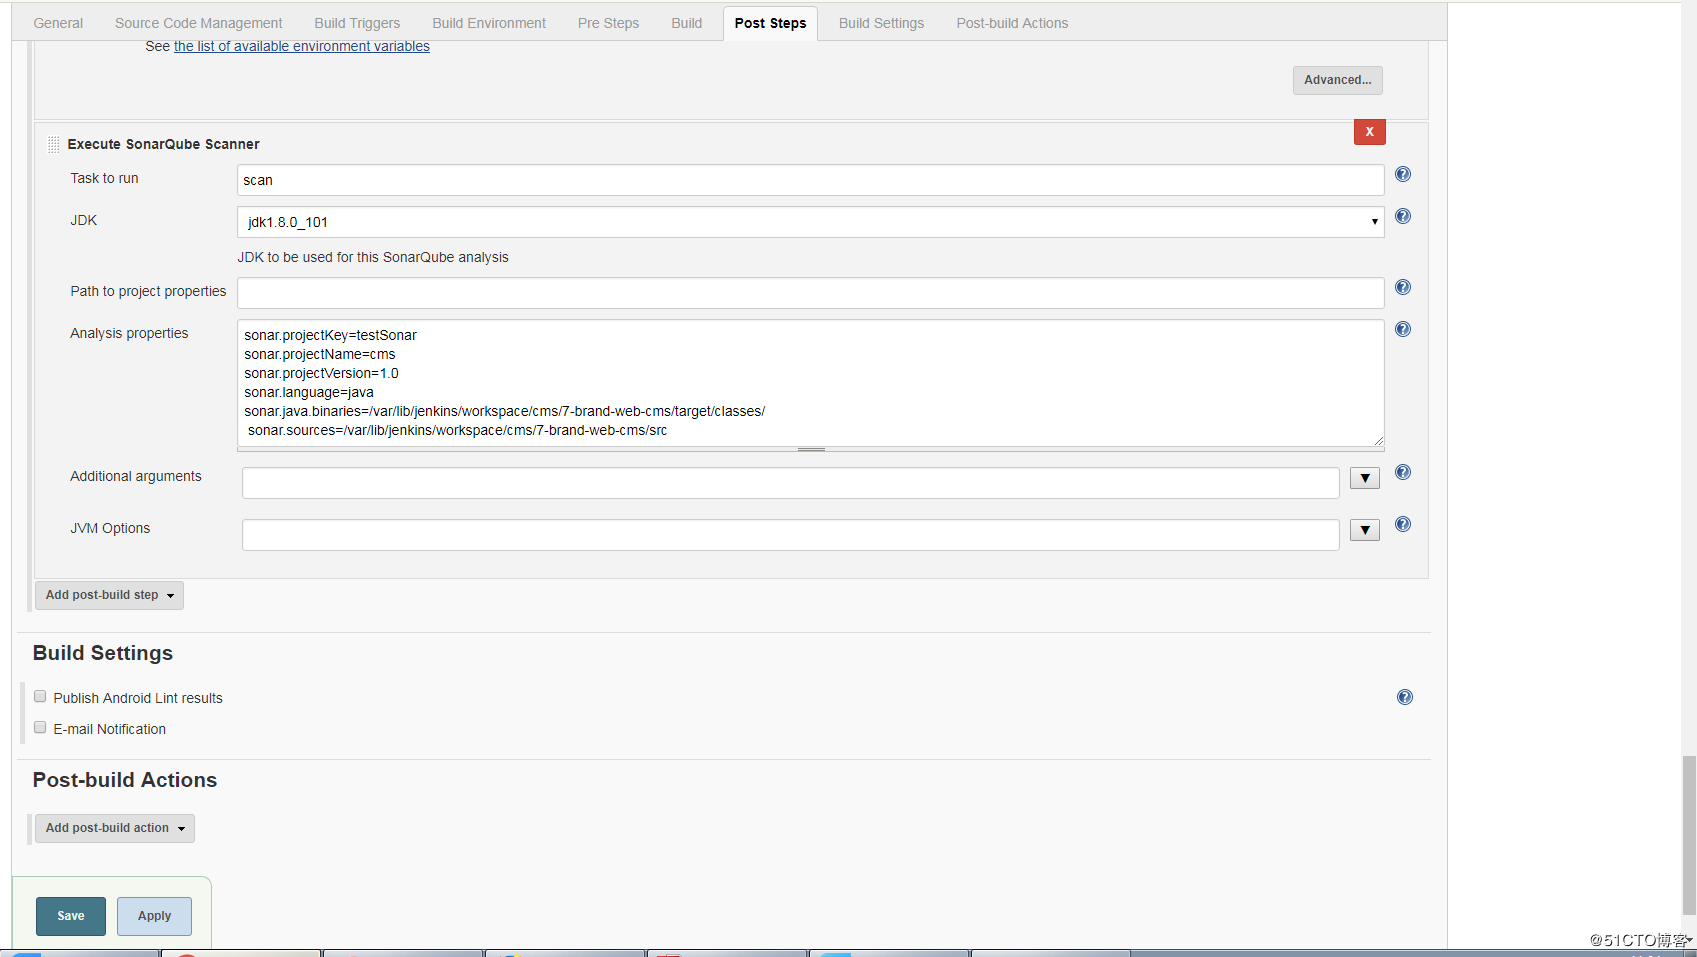 General Source Code Management Build Triggers Build Environment Pre Steps Build Post Steps Build Settings Post-build Actions
See the list of available environment variables
Advanced...
X
Execute SonarQube Scanner
Task to run scan
JDK jdk1.8.0_101
JDK to be used for this SonarQube analysis
Path to project properties
Analysis properties
sonar.projectKey=testSonar
sonar.projectName=cms
sonar.projectVersion=1.0
sonar.language=java
sonar.java.binaries=/var/lib/jenkins/workspace/cms/7-brand-web-cms/target/classes/
sonar.sources=/var/lib/jenkins/workspace/cms/7-brand-web-cms/src
Additional arguments
JVM Options
Add post-build step
Build Settings
Publish Android Lint results
E-mail Notification
Post-build Actions
Add post-build action
Save Apply
@51CTO博客